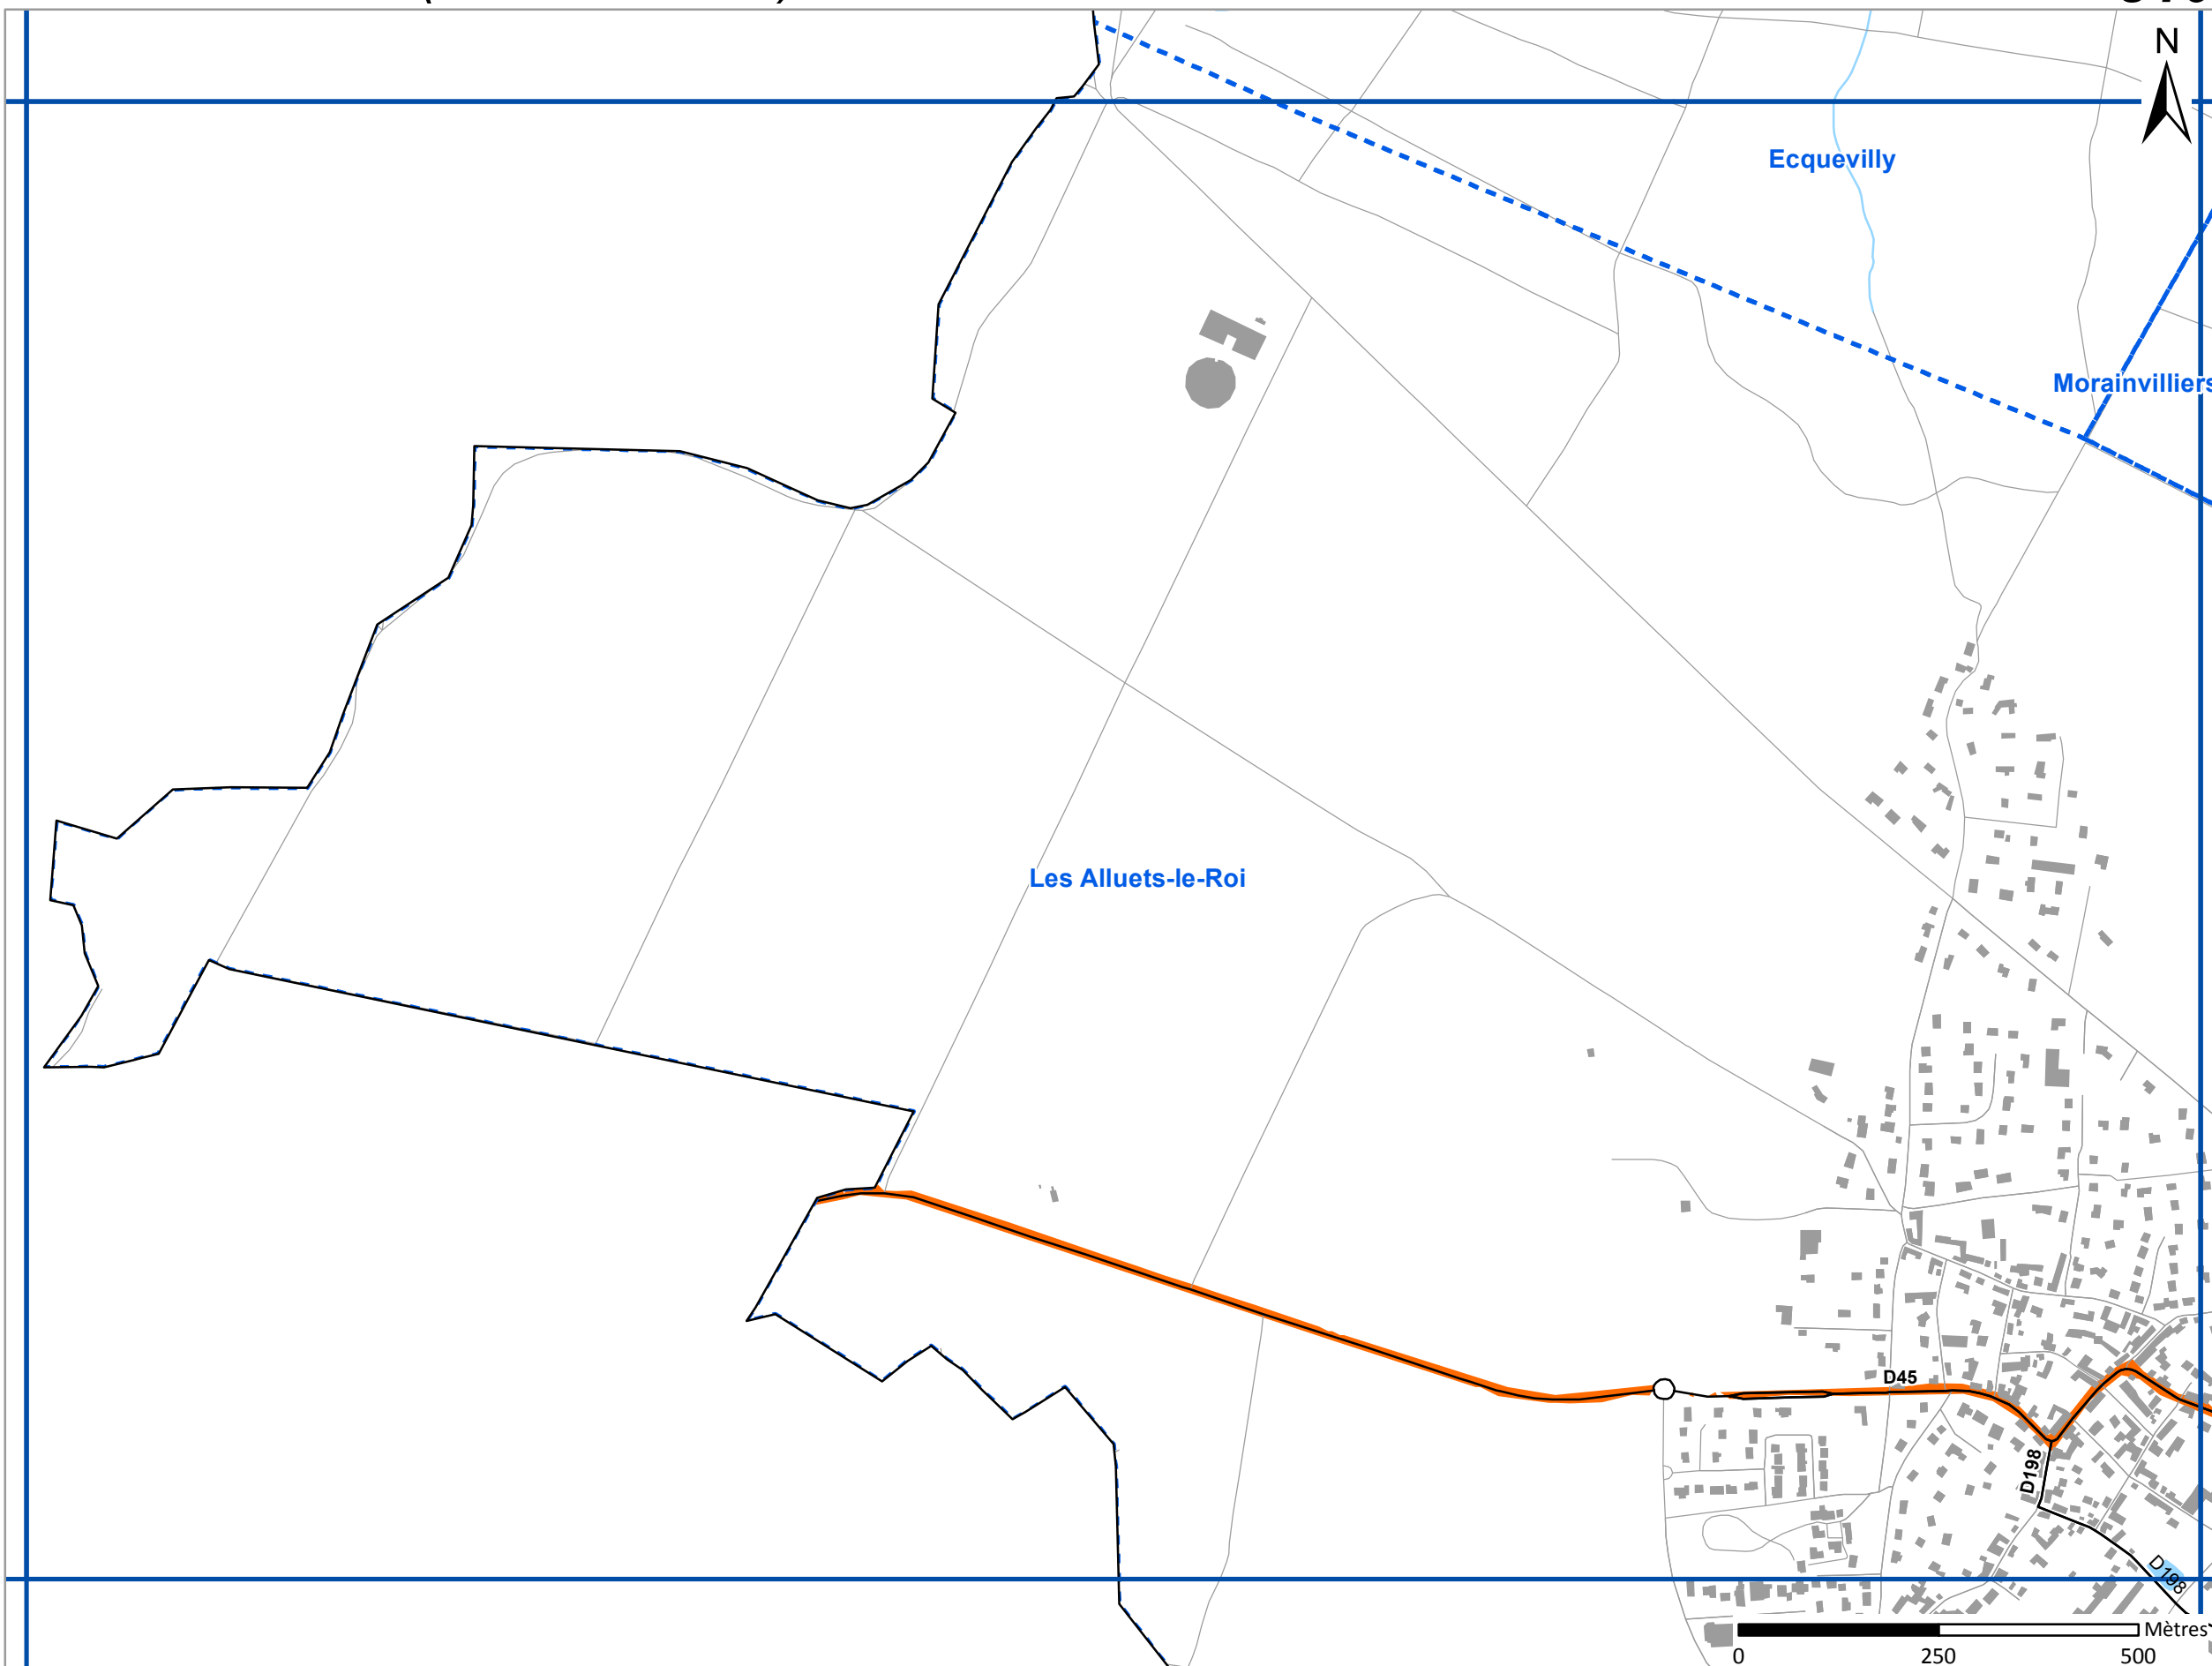 N
Ecquevilly
Morainvilliers
Les Alluets-le-Roi
D45
D198
D198
Mètres
0 250 500